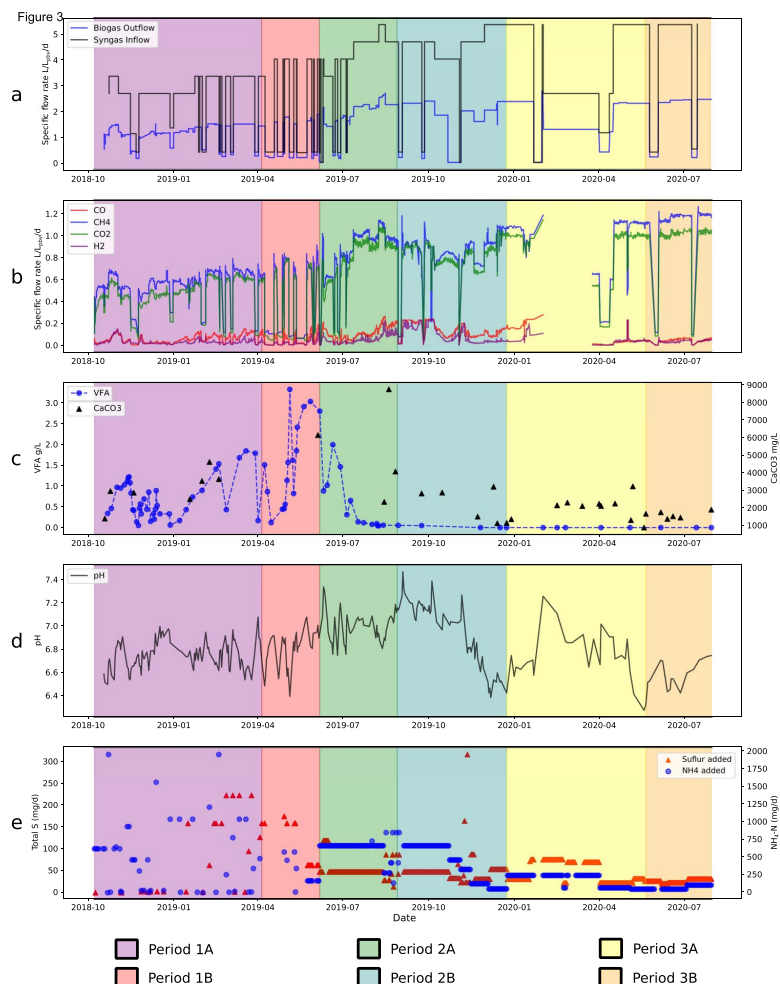 Figure 3
a
Specific flow rate L/Lpbv/d
Biogas Outflow
Syngas Inflow
5
4
3
2
1
0
2018-10 2019-01 2019-04 2019-07 2019-10 2020-01 2020-04 2020-07
b
Specific flow rate L/Lpbv/d
CO
CH4
CO2
H2
1.2
1.0
0.8
0.6
0.4
0.2
0.0
2018-10 2019-01 2019-04 2019-07 2019-10 2020-01 2020-04 2020-07
c
VFA g/L
VFA
CaCO3
3.0
2.5
2.0
1.5
1.0
0.5
0.0
9000
8000
7000
6000
5000
4000
3000
2000
1000
CaCO3 mg/L
2018-10 2019-01 2019-04 2019-07 2019-10 2020-01 2020-04 2020-07
d
pH
pH
7.4
7.2
7.0
6.8
6.6
6.4
2018-10 2019-01 2019-04 2019-07 2019-10 2020-01 2020-04 2020-07
e
Total S (mg/d)
300
250
200
150
100
50
0
Suflur added
NH4 added
2000
1750
1500
1250
1000
750
500
250
0
NH4-N (mg/d)
2018-10 2019-01 2019-04 2019-07 2019-10 2020-01 2020-04 2020-07
Date
Period 1A Period 2A Period 3A
Period 1B Period 2B Period 3B